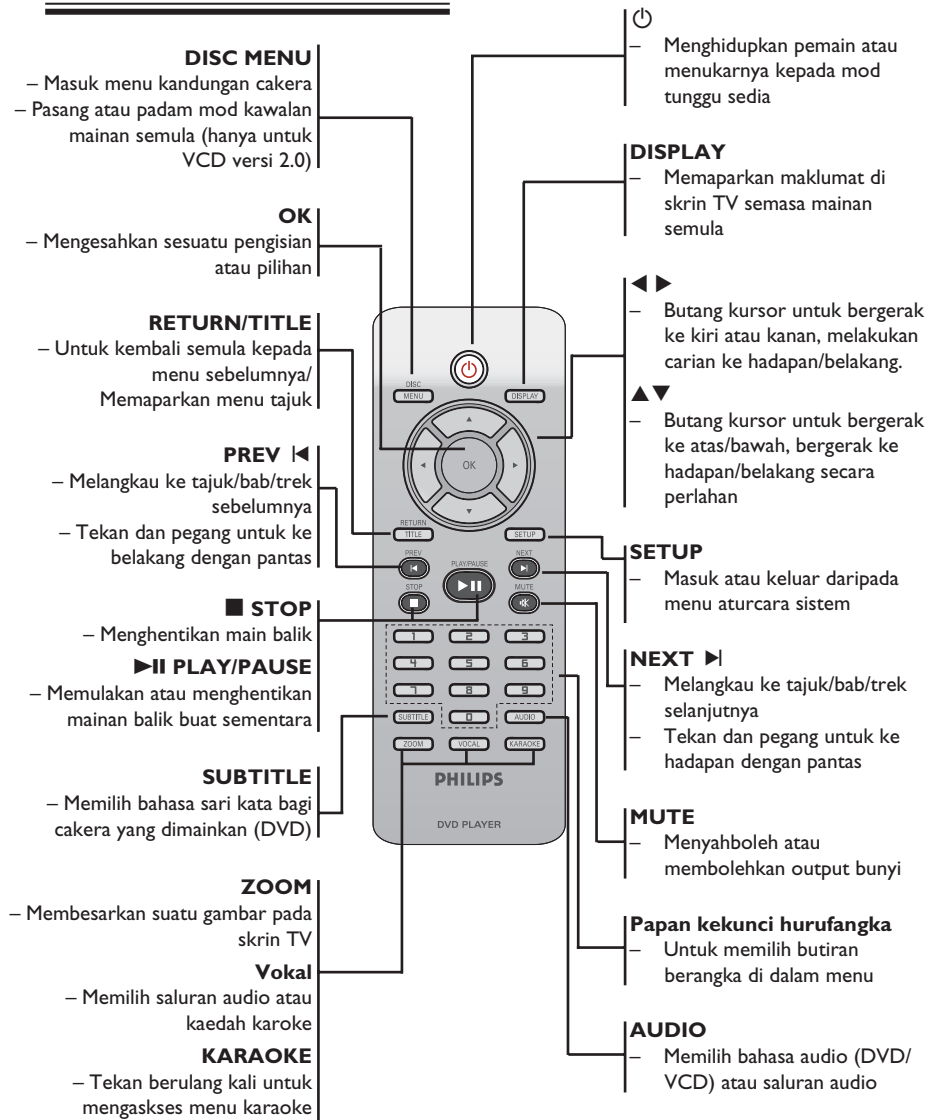 DISC MENU
– Masuk menu kandungan cakera
– Pasang atau padam mod kawalan
mainan semula (hanya untuk
VCD versi 2.0)
OK
– Mengesahkan sesuatu pengisian
atau pilihan
RETURN/TITLE
– Untuk kembali semula kepada
menu sebelumnya/
Memaparkan menu tajuk
PREV
– Melangkau ke tajuk/bab/trek
sebelumnya
– Tekan dan pegang untuk ke
belakang dengan pantas
■ STOP
– Menghentikan main balik
►II PLAY/PAUSE
– Memulakan atau menghentikan
mainan balik buat sementara
SUBTITLE
– Memilih bahasa sari kata bagi
cakera yang dimainkan (DVD)
ZOOM
– Membesarkan suatu gambar pada
skrin TV
Vokal
– Memilih saluran audio atau
kaedah karoke
KARAOKE
– Tekan berulang kali untuk
mengaskses menu karaoke
DISC
MENU
DISPLAY
OK
RETURN
TITLE
SETUP
PREV
PLAY/PAUSE
NEXT
STOP
MUTE
1 2 3
4 5 6
7 8 9
SUBTITLE 0 AUDIO
ZOOM VOCAL KARAOKE
PHILIPS
DVD PLAYER
– Menghidupkan pemain atau
menukarnya kepada mod
tunggu sedia
DISPLAY
– Memaparkan maklumat di
skrin TV semasa mainan
semula
◄ ►
– Butang kursor untuk bergerak
ke kiri atau kanan, melakukan
carian ke hadapan/belakang.
▲▼
– Butang kursor untuk bergerak
ke atas/bawah, bergerak ke
hadapan/belakang secara
perlahan
SETUP
– Masuk atau keluar daripada
menu aturcara sistem
NEXT
– Melangkau ke tajuk/bab/trek
selanjutnya
– Tekan dan pegang untuk ke
hadapan dengan pantas
MUTE
– Menyahboleh atau
membolehkan output bunyi
Papan kekunci hurufangka
– Untuk memilih butiran
berangka di dalam menu
AUDIO
– Memilih bahasa audio (DVD/
VCD) atau saluran audio